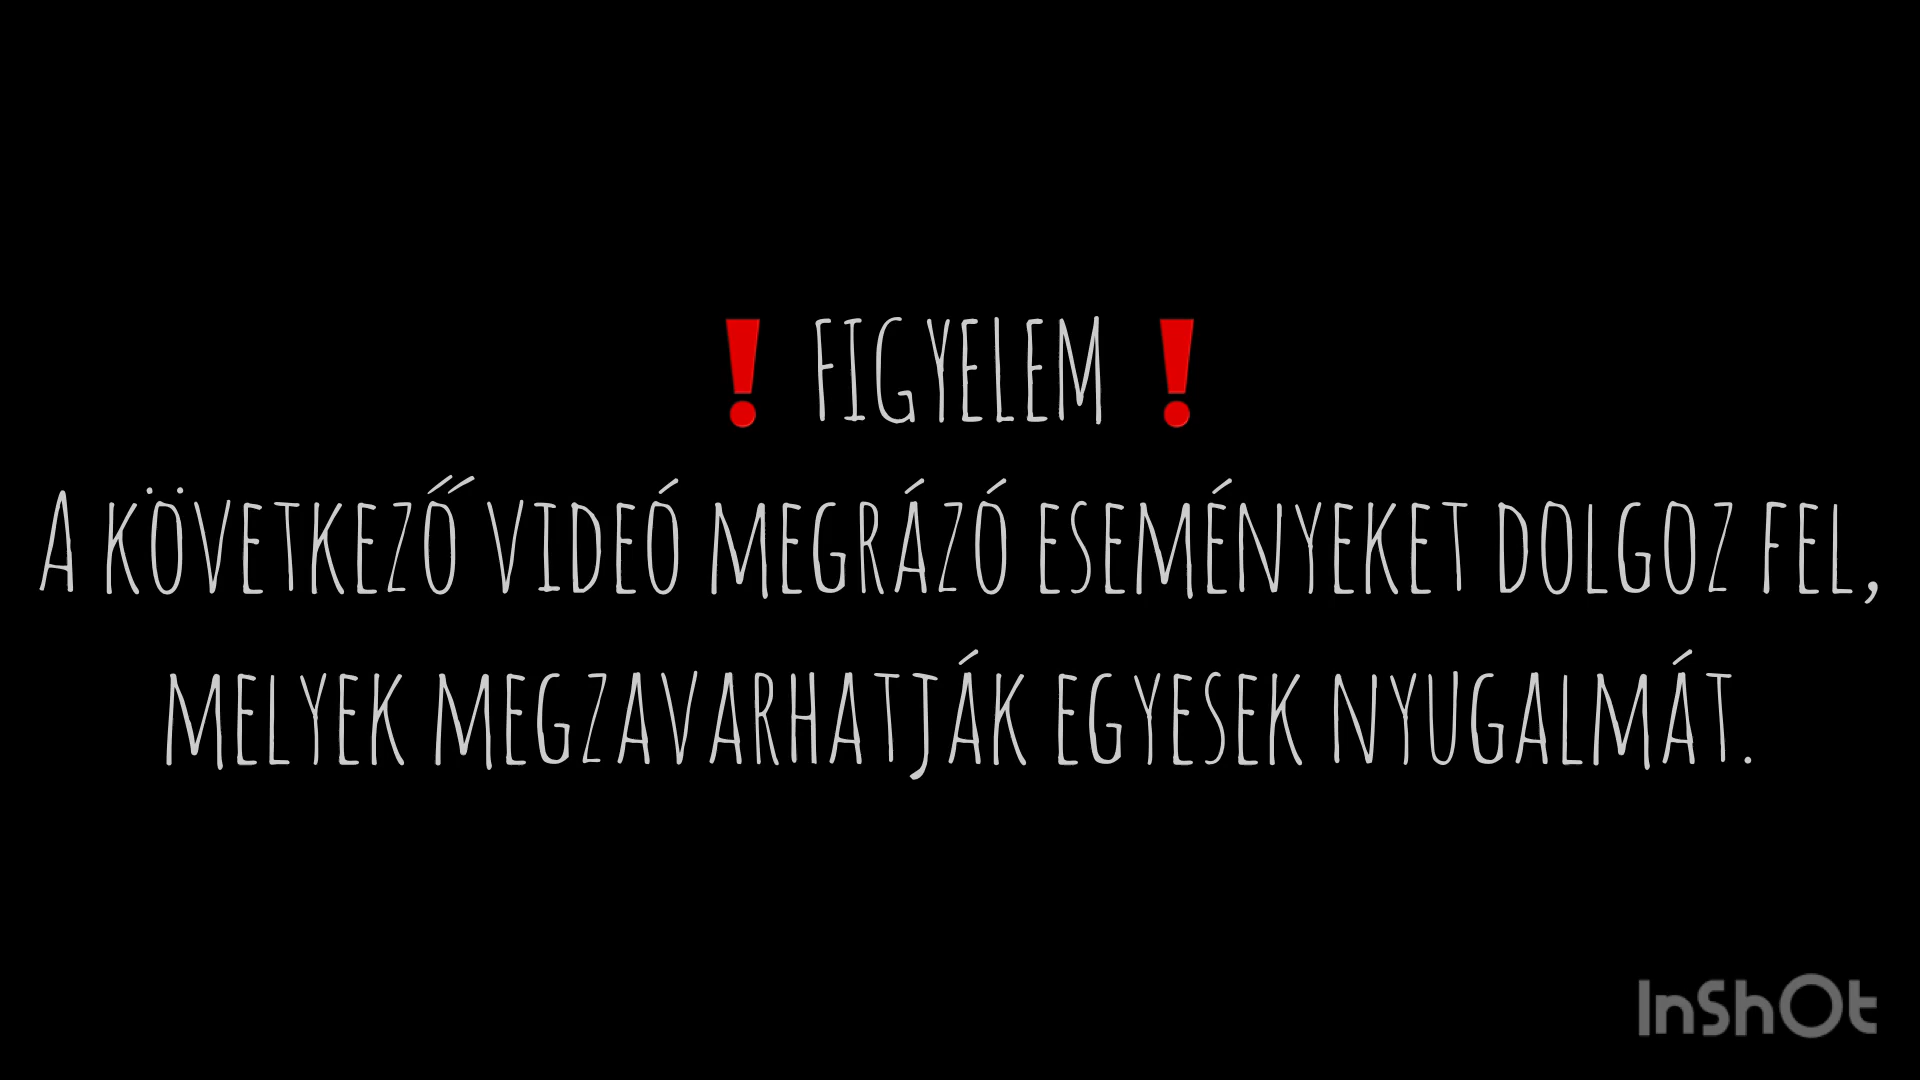 ❗ FIGYELEM ❗
A KÖVETKEZŐ VIDEÓ MEGRÁZÓ ESEMÉNYEKET DOLGOZ FEL,
MELYEK MEGZAVARHATJÁK EGYESEK NYUGALMÁT.
InShOt